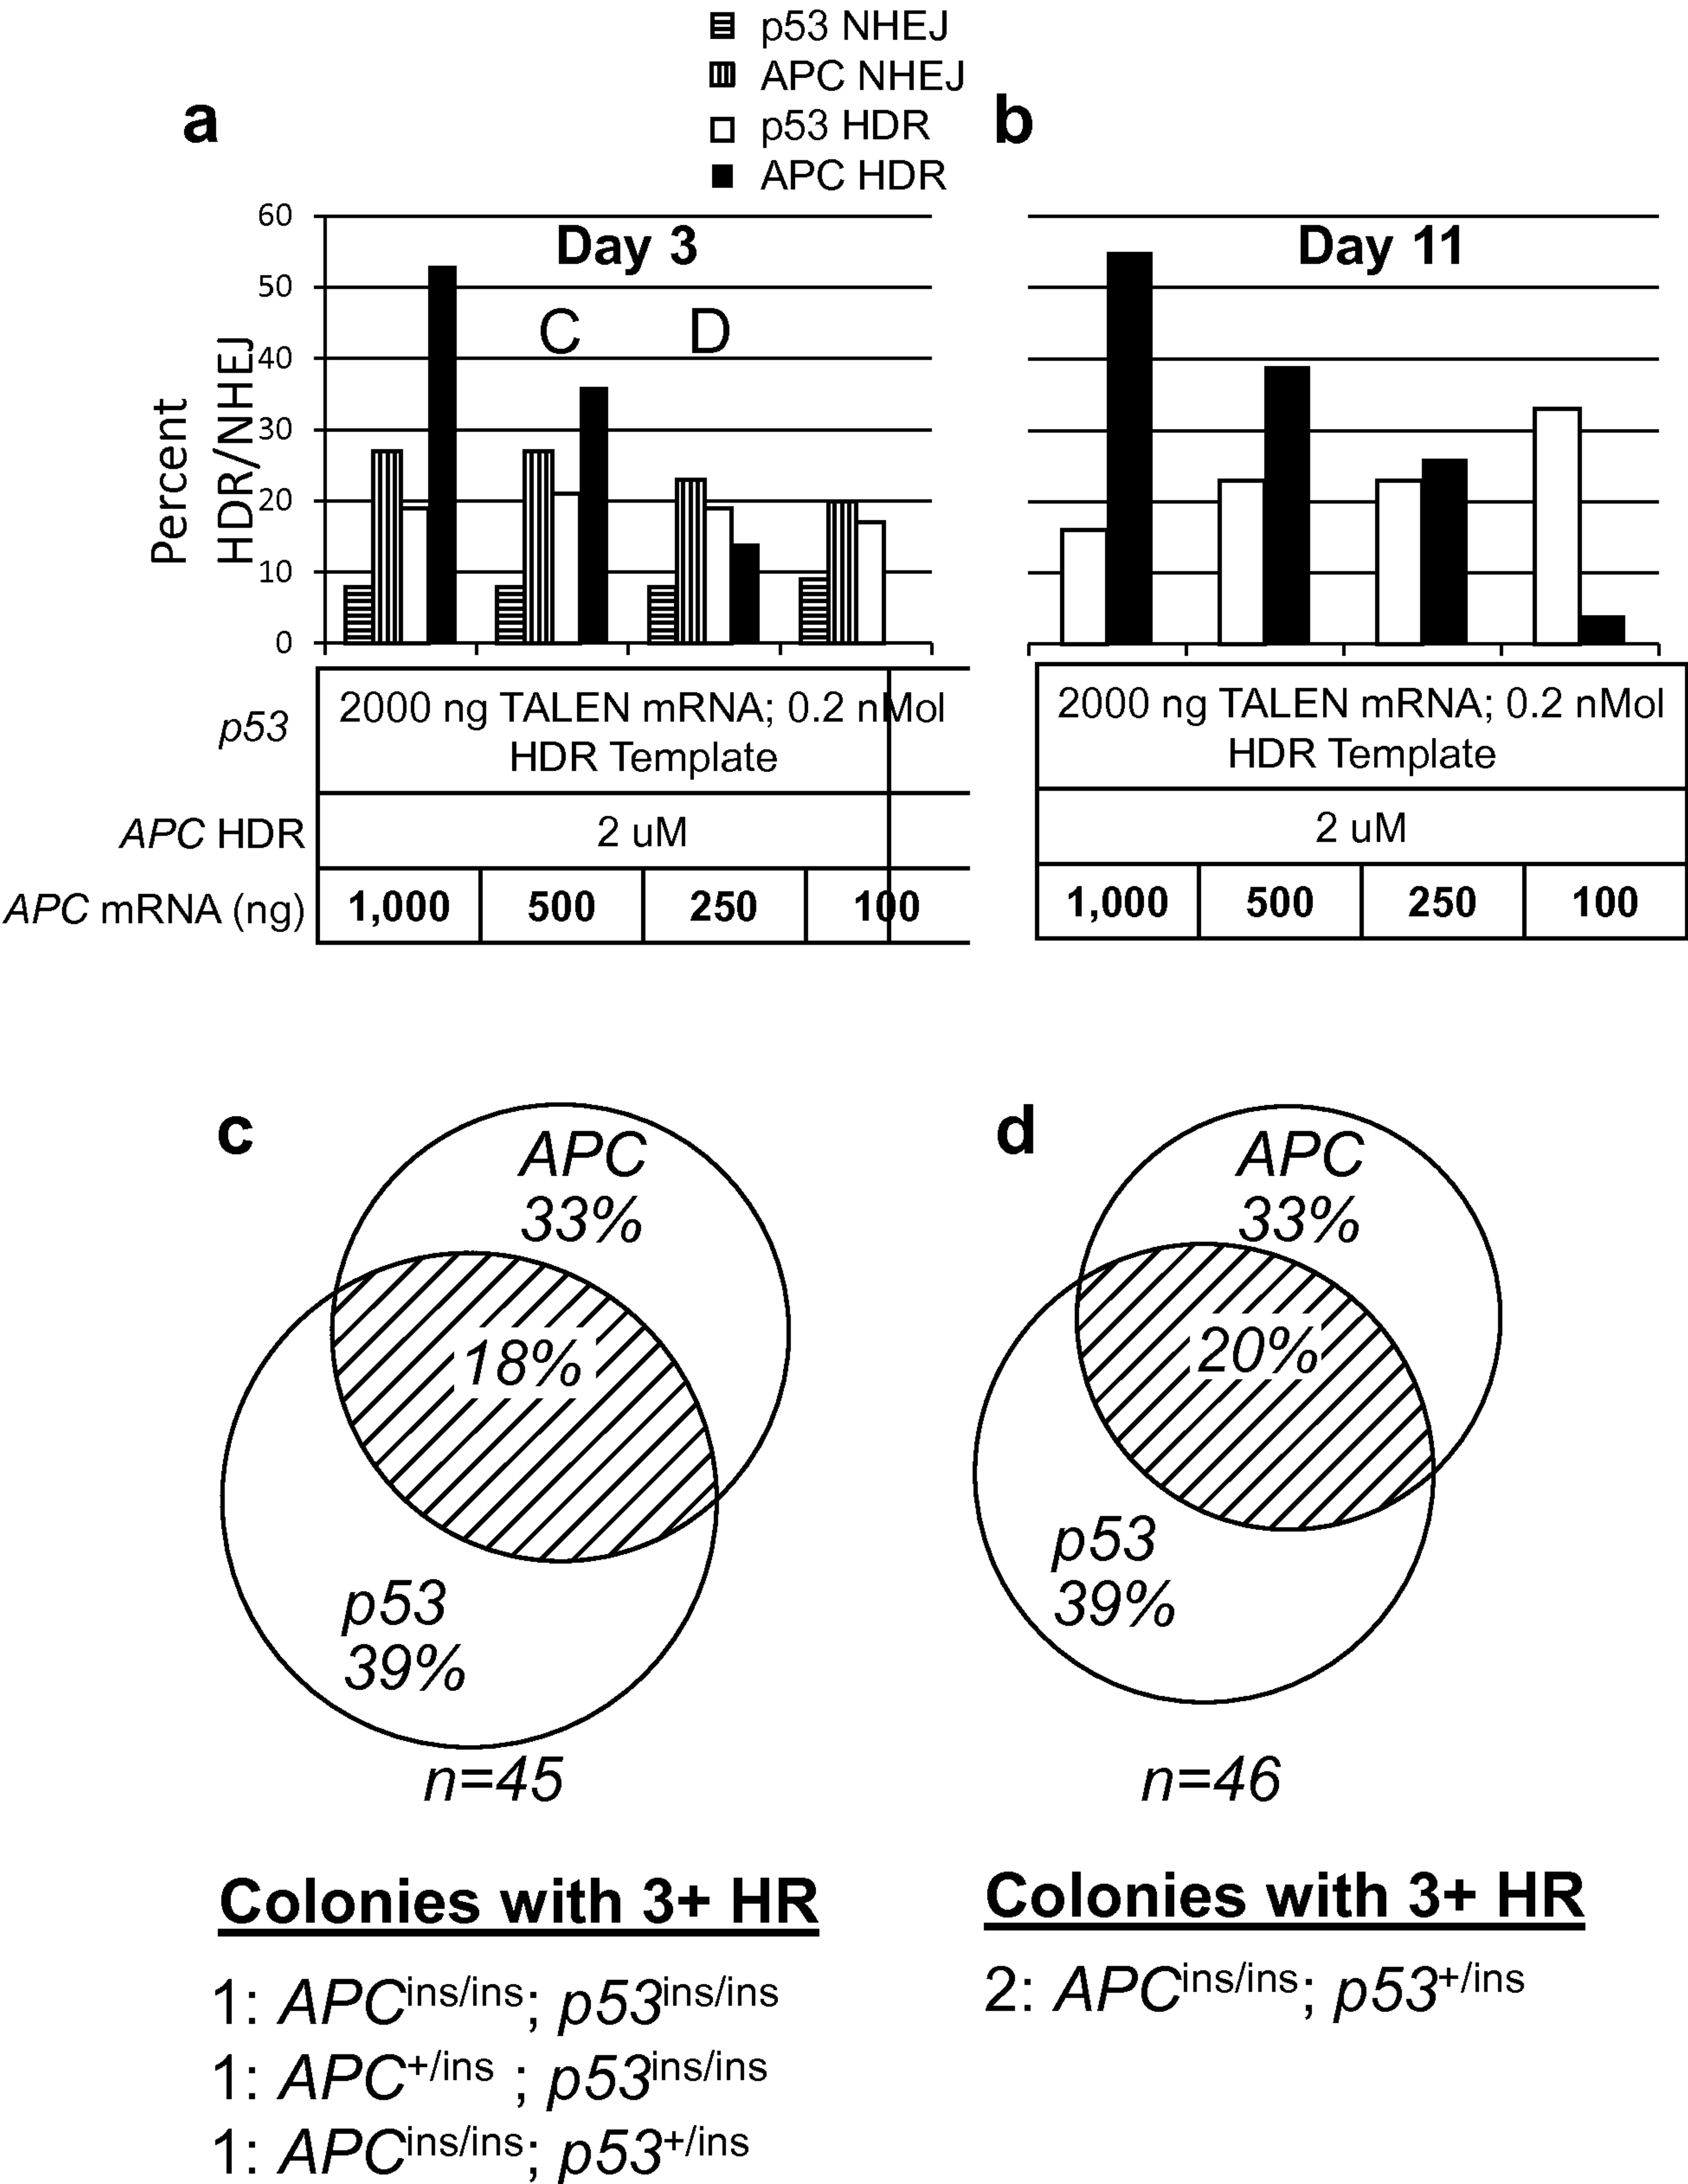 p53 NHEJ
APC NHEJ
p53 HDR
APC HDR
a
b
Day 3
Day 11
60
50
40
30
20
10
0
Percent
HDR/NHEJ
C D
p53
2000 ng TALEN mRNA; 0.2 nMol
HDR Template
2000 ng TALEN mRNA; 0.2 nMol
HDR Template
APC HDR
2 uM
2 uM
APC mRNA (ng)
1,000 500 250 100
1,000 500 250 100
c
APC
33%
18%
p53
39%
n=45
Colonies with 3+ HR
1: APCins/ins; p53ins/ins
1: APC+/ins ; p53ins/ins
1: APCins/ins; p53+/ins
d
APC
33%
20%
p53
39%
n=46
Colonies with 3+ HR
2: APCins/ins; p53+/ins